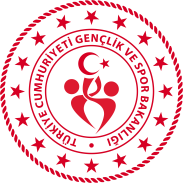 TÜRKİYE CUMHURİYETİ GENÇLİK VE SPOR BAKANLIĞI